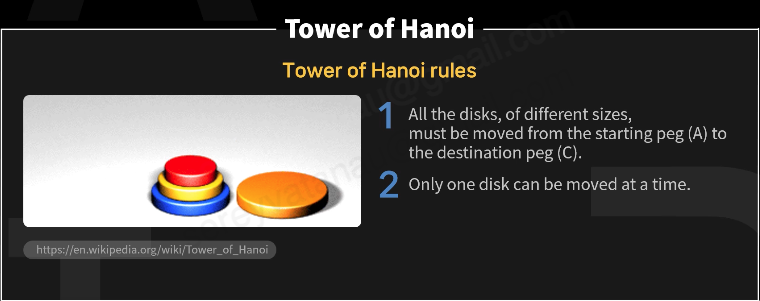 Tower of Hanoi
Tower of Hanoi rules
1 All the disks, of different sizes,
must be moved from the starting peg (A) to
the destination peg (C).
2 Only one disk can be moved at a time.
https://en.wikipedia.org/wiki/Tower_of_Hanoi